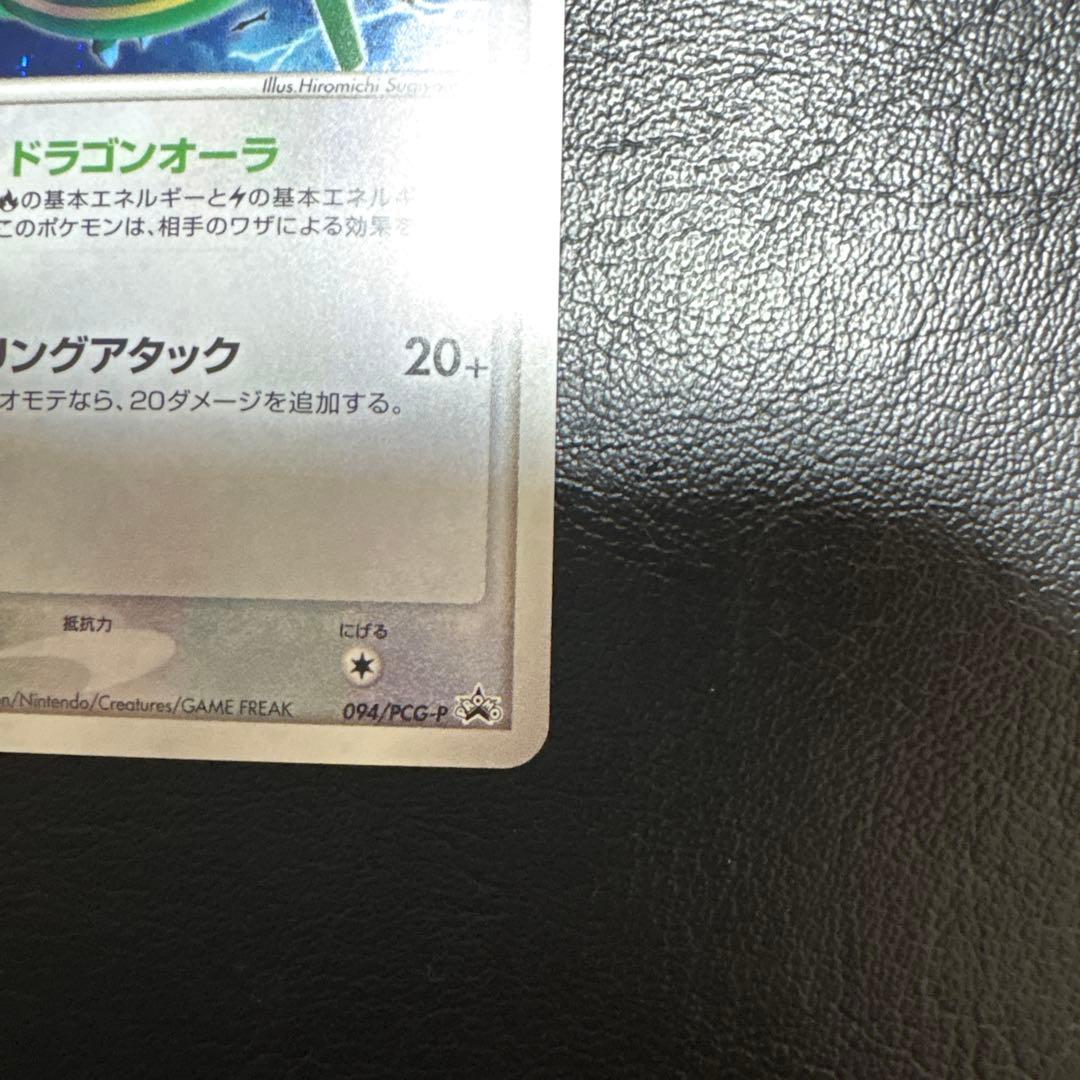 Illus. Hiromichi
ドラゴンオーラ
の基本エネルギーとの基本エネルギ
このポケモンは、相手のワザによる効果を
リングアタック 20+
オモテなら、20ダメージを追加する。
抵抗力 にげる
/Nintendo/Creatures/GAME FREAK 094/PCG-P